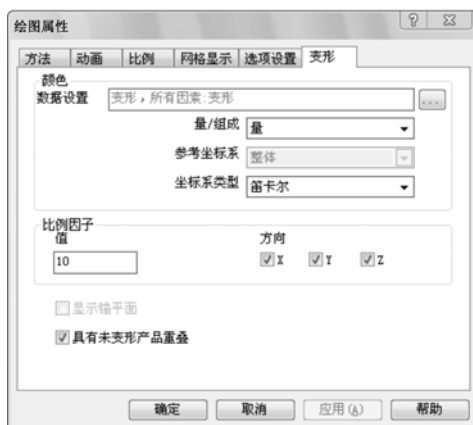 绘图属性
方法 动画 比例 网格显示 选项设置 变形
颜色
数据设置 变形，所有因素:变形 ...
量/组成 量
参考坐标系 整体
坐标系类型 笛卡尔
比例因子
值 方向
10 X Y Z
显示锚平面
具有未变形产品重叠
确定 取消 应用(A) 帮助